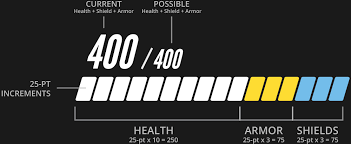 CURRENT
Health + Shield + Armor
POSSIBLE
Health + Shield + Armor
400 / 400
25-PT
INCREMENTS
HEALTH
25-pt x 10 = 250
ARMOR
25-pt x 3 = 75
SHIELDS
25-pt x 3 = 75